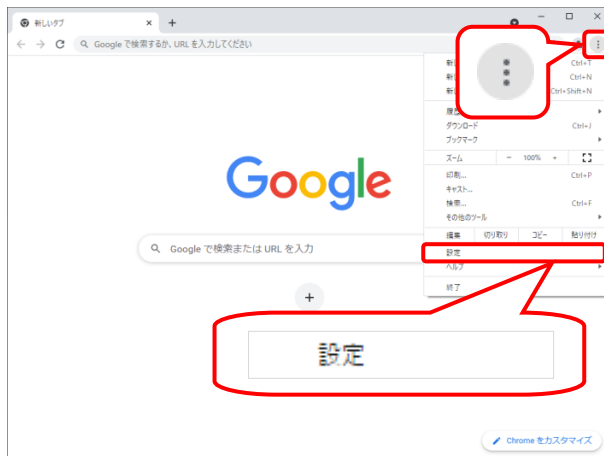 新しいタブ
Google で検索するか、URL を入力してください
Ctrl+T
Ctrl+N
Ctrl+Shift+N
ダウンロード Ctrl+J
ブックマーク
ズーム － 100% +
印刷... Ctrl+P
キャスト...
検索... Ctrl+F
その他のツール
編集 切り取り コピー 貼り付け
設定
ヘルプ
終了
Google
Google で検索または URL を入力
設定
Chrome をカスタマイズ